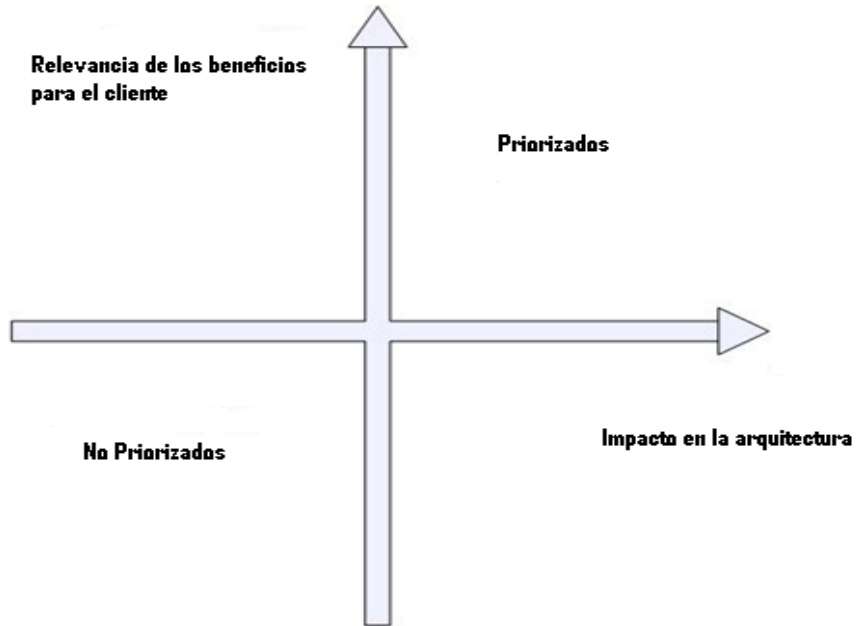 Relevancia de los beneficios
para el cliente
Priorizados
No Priorizados
Impacto en la arquitectura